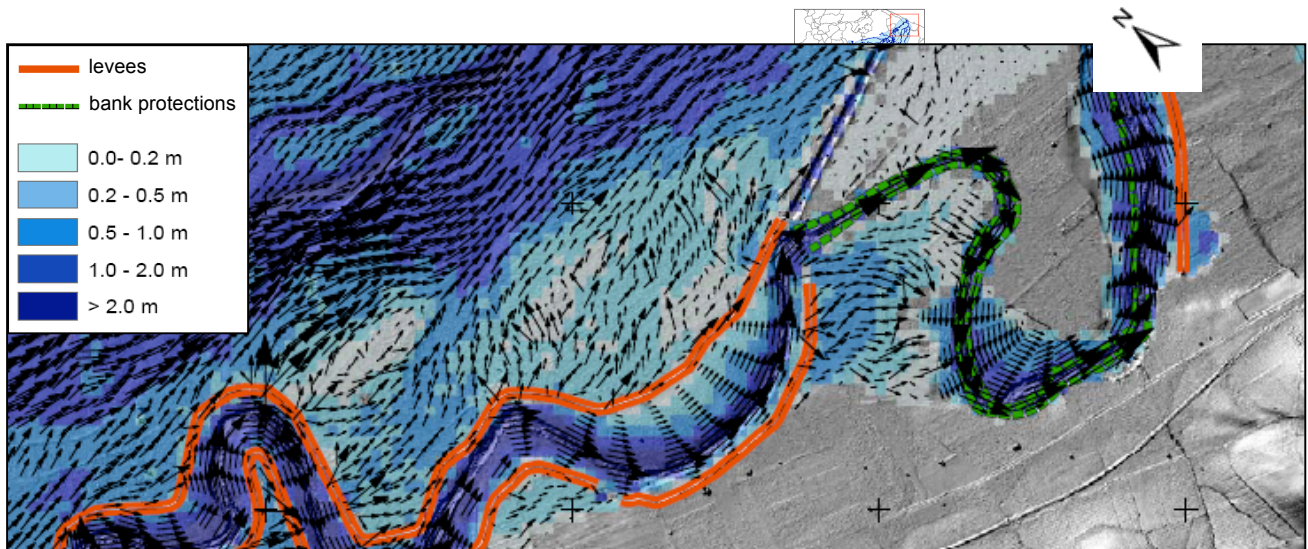 levees
bank protections
0.0- 0.2 m
0.2 - 0.5 m
0.5 - 1.0 m
1.0 - 2.0 m
> 2.0 m
N